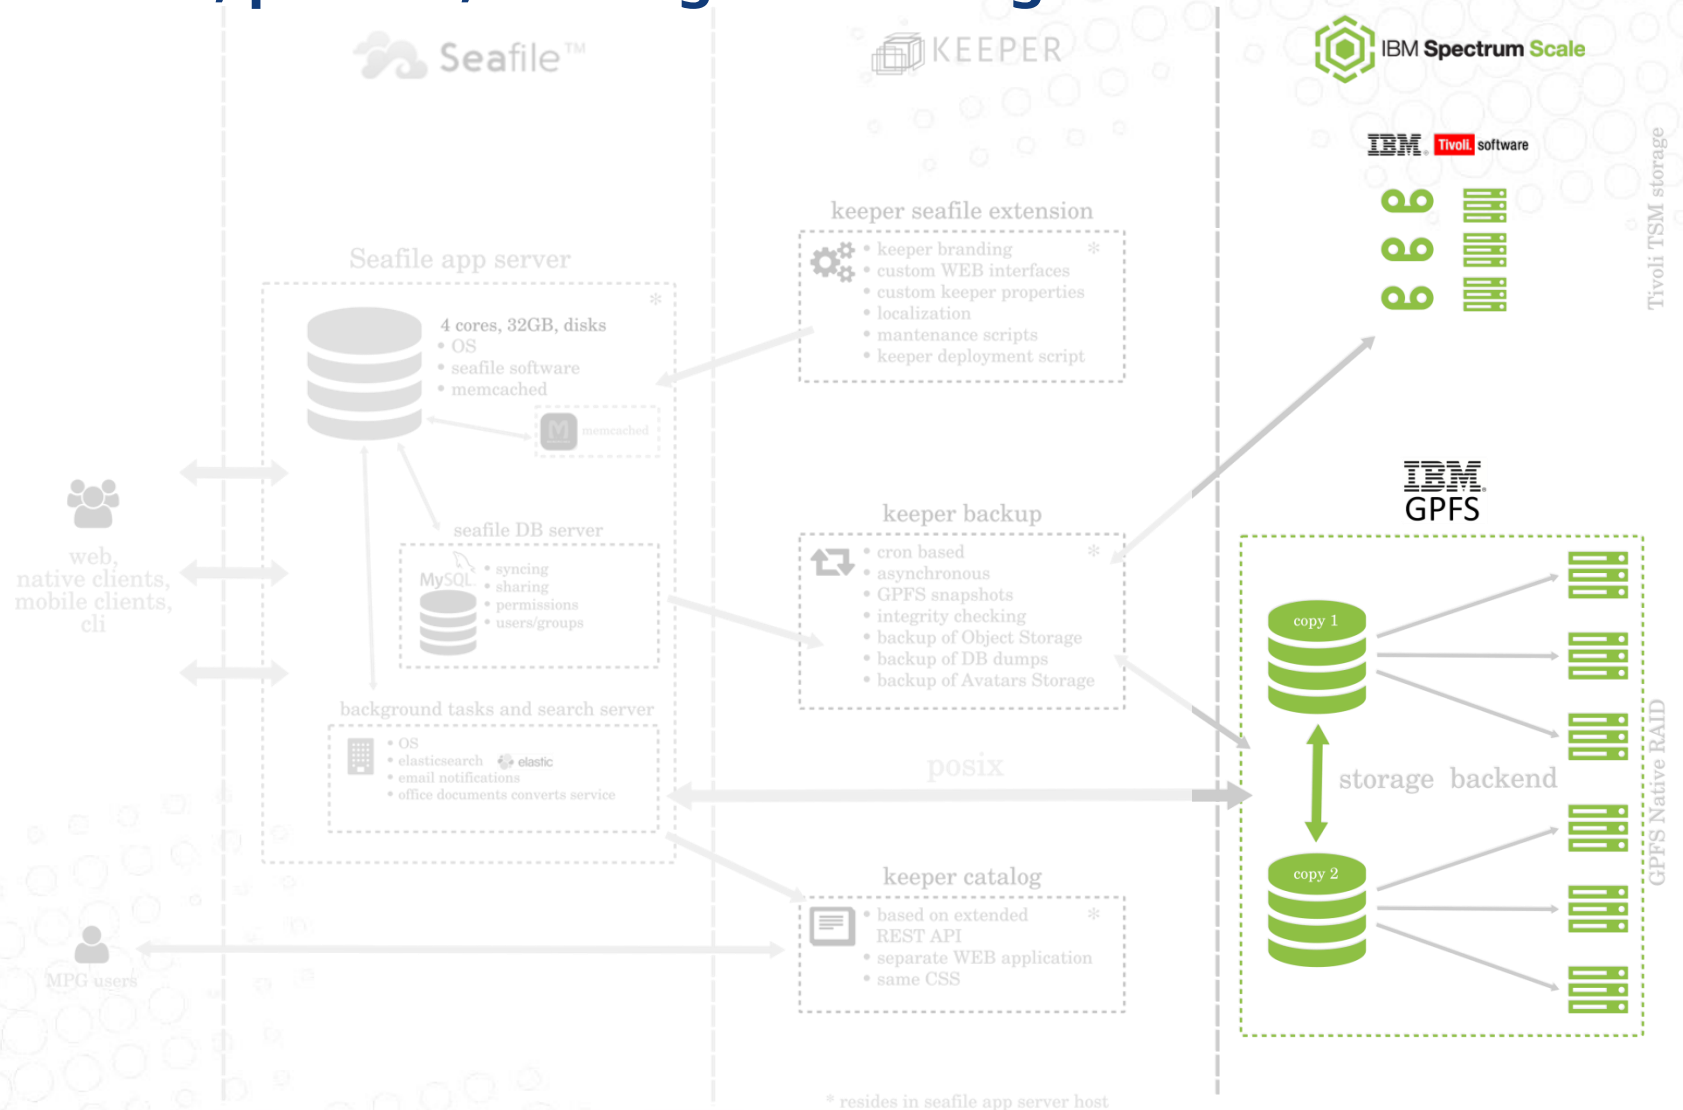 Seafile™
KEEPER
IBM Spectrum Scale
IBM Tivoli. software
Tivoli TSM storage
keeper seafile extension
• keeper branding *
• custom WEB interfaces
• custom keeper properties
• localization
• mantenance scripts
• keeper deployment script
Seafile app server
*
4 cores, 32GB, disks
• OS
• seafile software
• memcached
memcached
seafile DB server
MySQL
• syncing
• sharing
• permissions
• users/groups
background tasks and search server
• OS
• elasticsearch elastic
• email notifications
• office documents converts service
web,
native clients,
mobile clients,
cli
MPG users
keeper backup
• cron based *
• asynchronous
• GPFS snapshots
• integrity checking
• backup of Object Storage
• backup of DB dumps
• backup of Avatars Storage
posix
keeper catalog
• based on extended *
REST API
• separate WEB application
• same CSS
IBM
GPFS
copy 1
storage backend
copy 2
GPFS Native RAID
* resides in seafile app server host